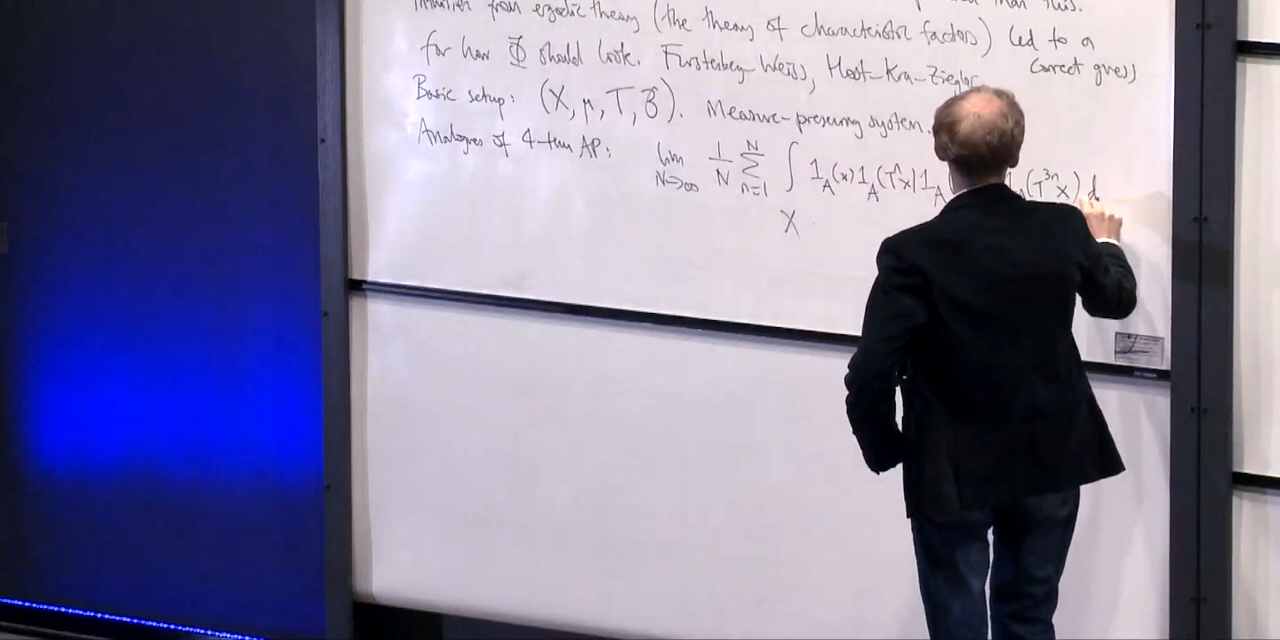 from ergodic theory (the theory of characteristic factors) led to a
for how Φ should look. Furstenberg-Weiss, Host-Kra-Ziegler correct guess
Basic setup: (X, μ, T, B). Measure-preserving system.
Analogues of 4-term AP: lim N→∞ 1/N ∑ n=1 N ∫ X 1_A(x) 1_A(T^n x) 1_A (T^{3n} x) d